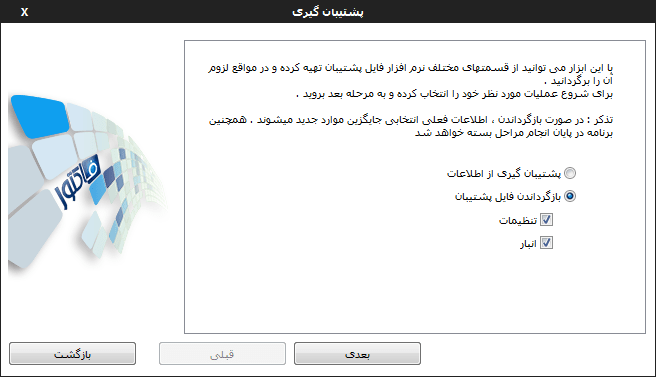 پشتیبان گیری
X
با این ابزار می توانید از قسمتهای مختلف نرم افزار فایل پشتیبان تهیه کرده و در مواقع لزوم
آن را برگردانید .
برای شروع عملیات مورد نظر خود را انتخاب کرده و به مرحله بعد بروید .
تذکر : در صورت بازگرداندن ، اطلاعات فعلی انتخابی جایگزین موارد جدید میشوند . همچنین
برنامه در پایان انجام مراحل بسته خواهد شد
پشتیبان گیری از اطلاعات
بازگرداندن فایل پشتیبان
تنظیمات
انبار
فاکتور
بعدی
قبلی
بازگشت